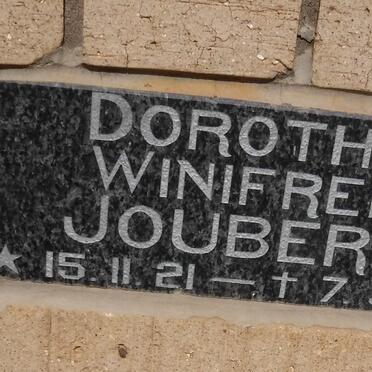 DOROTH
WINIFRE
JOUBER
★ 15.11.21 — † 7.